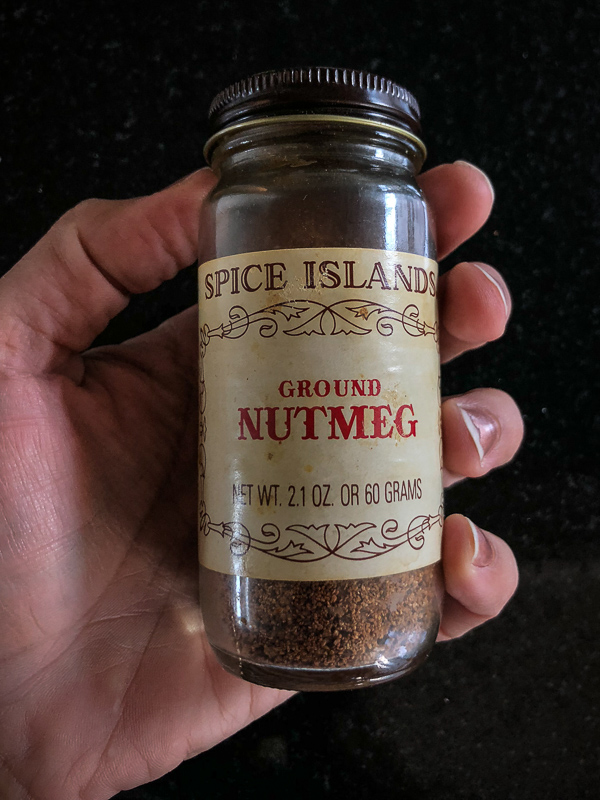 SPICE ISLANDS
GROUND
NUTMEG
NET WT. 2.1 OZ. OR 60 GRAMS